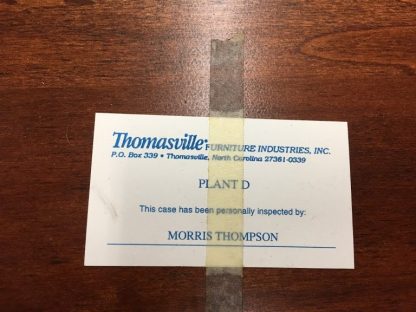 Thomasville FURNITURE INDUSTRIES, INC.
P.O. Box 339 • Thomasville, North Carolina 27361-0339
PLANT D
This case has been personally inspected by:
MORRIS THOMPSON